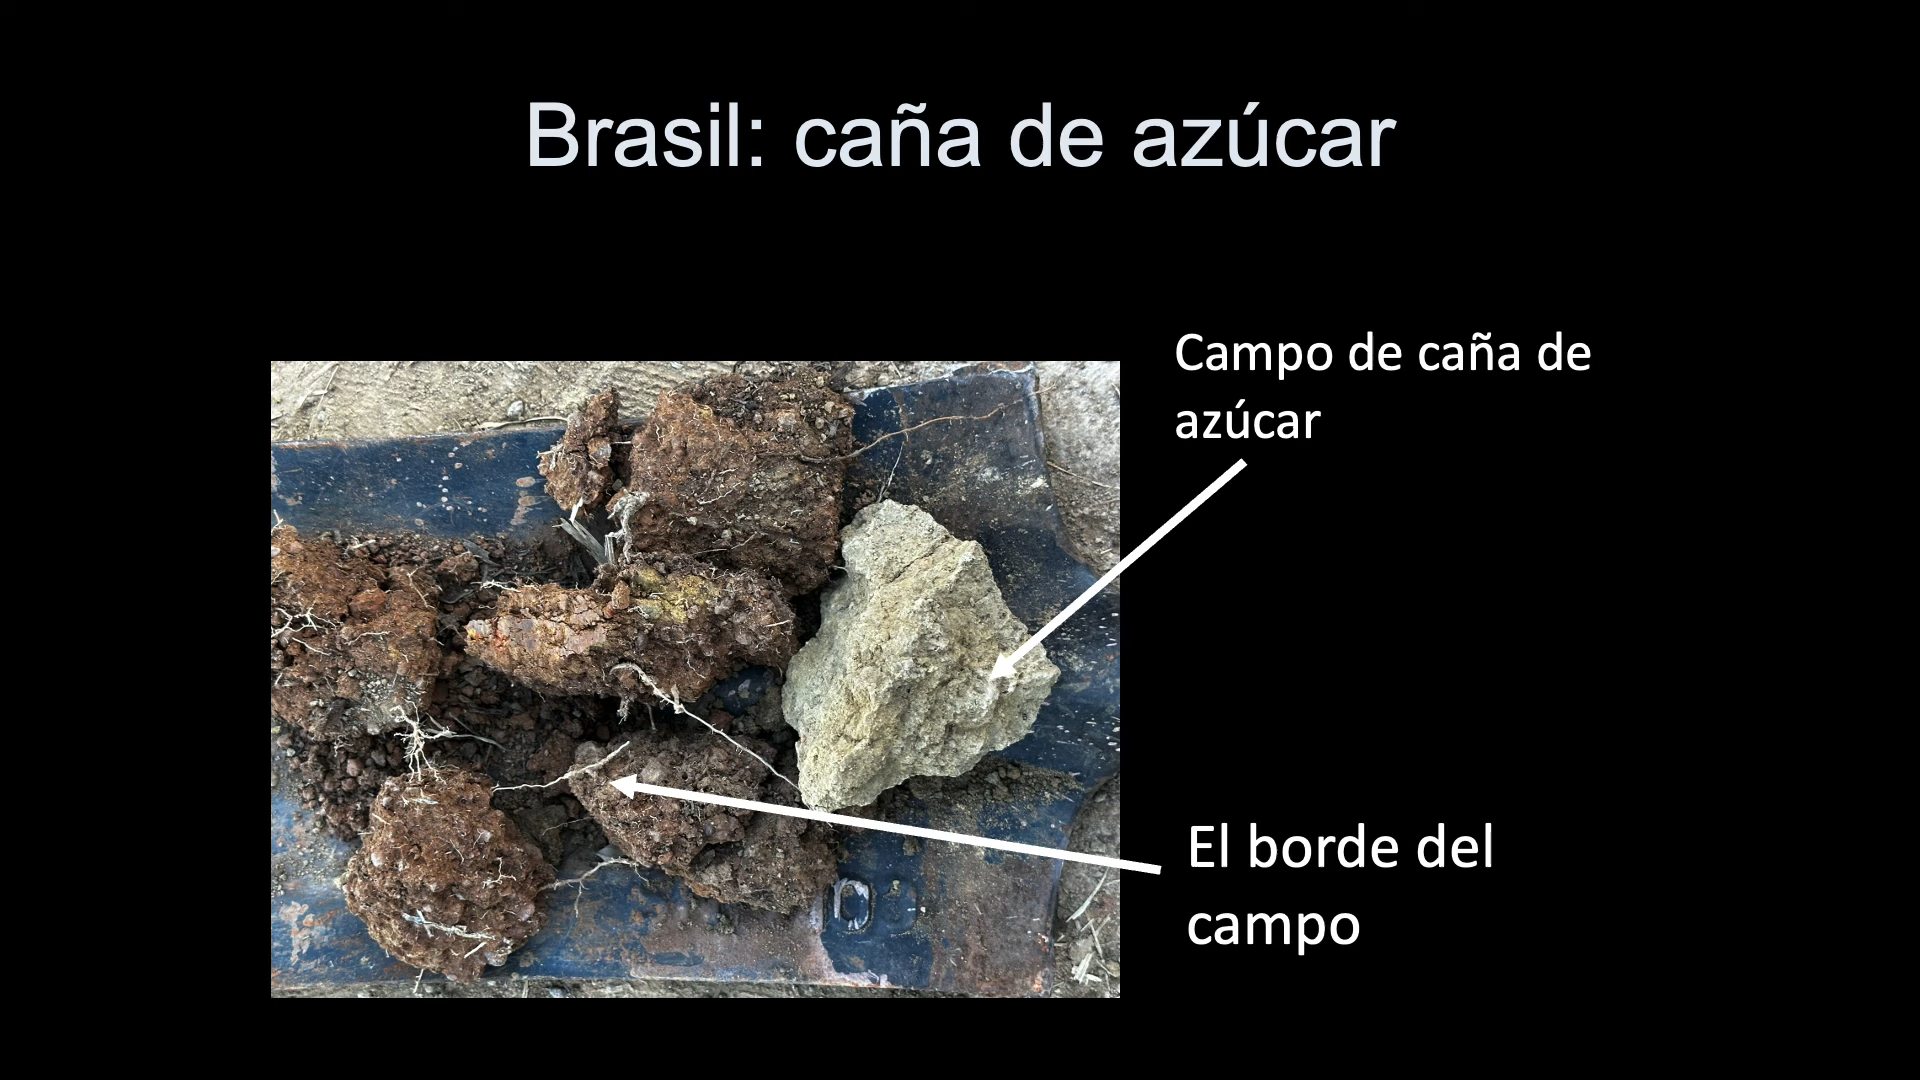 Brasil: caña de azúcar
Campo de caña de
azúcar
El borde del
campo